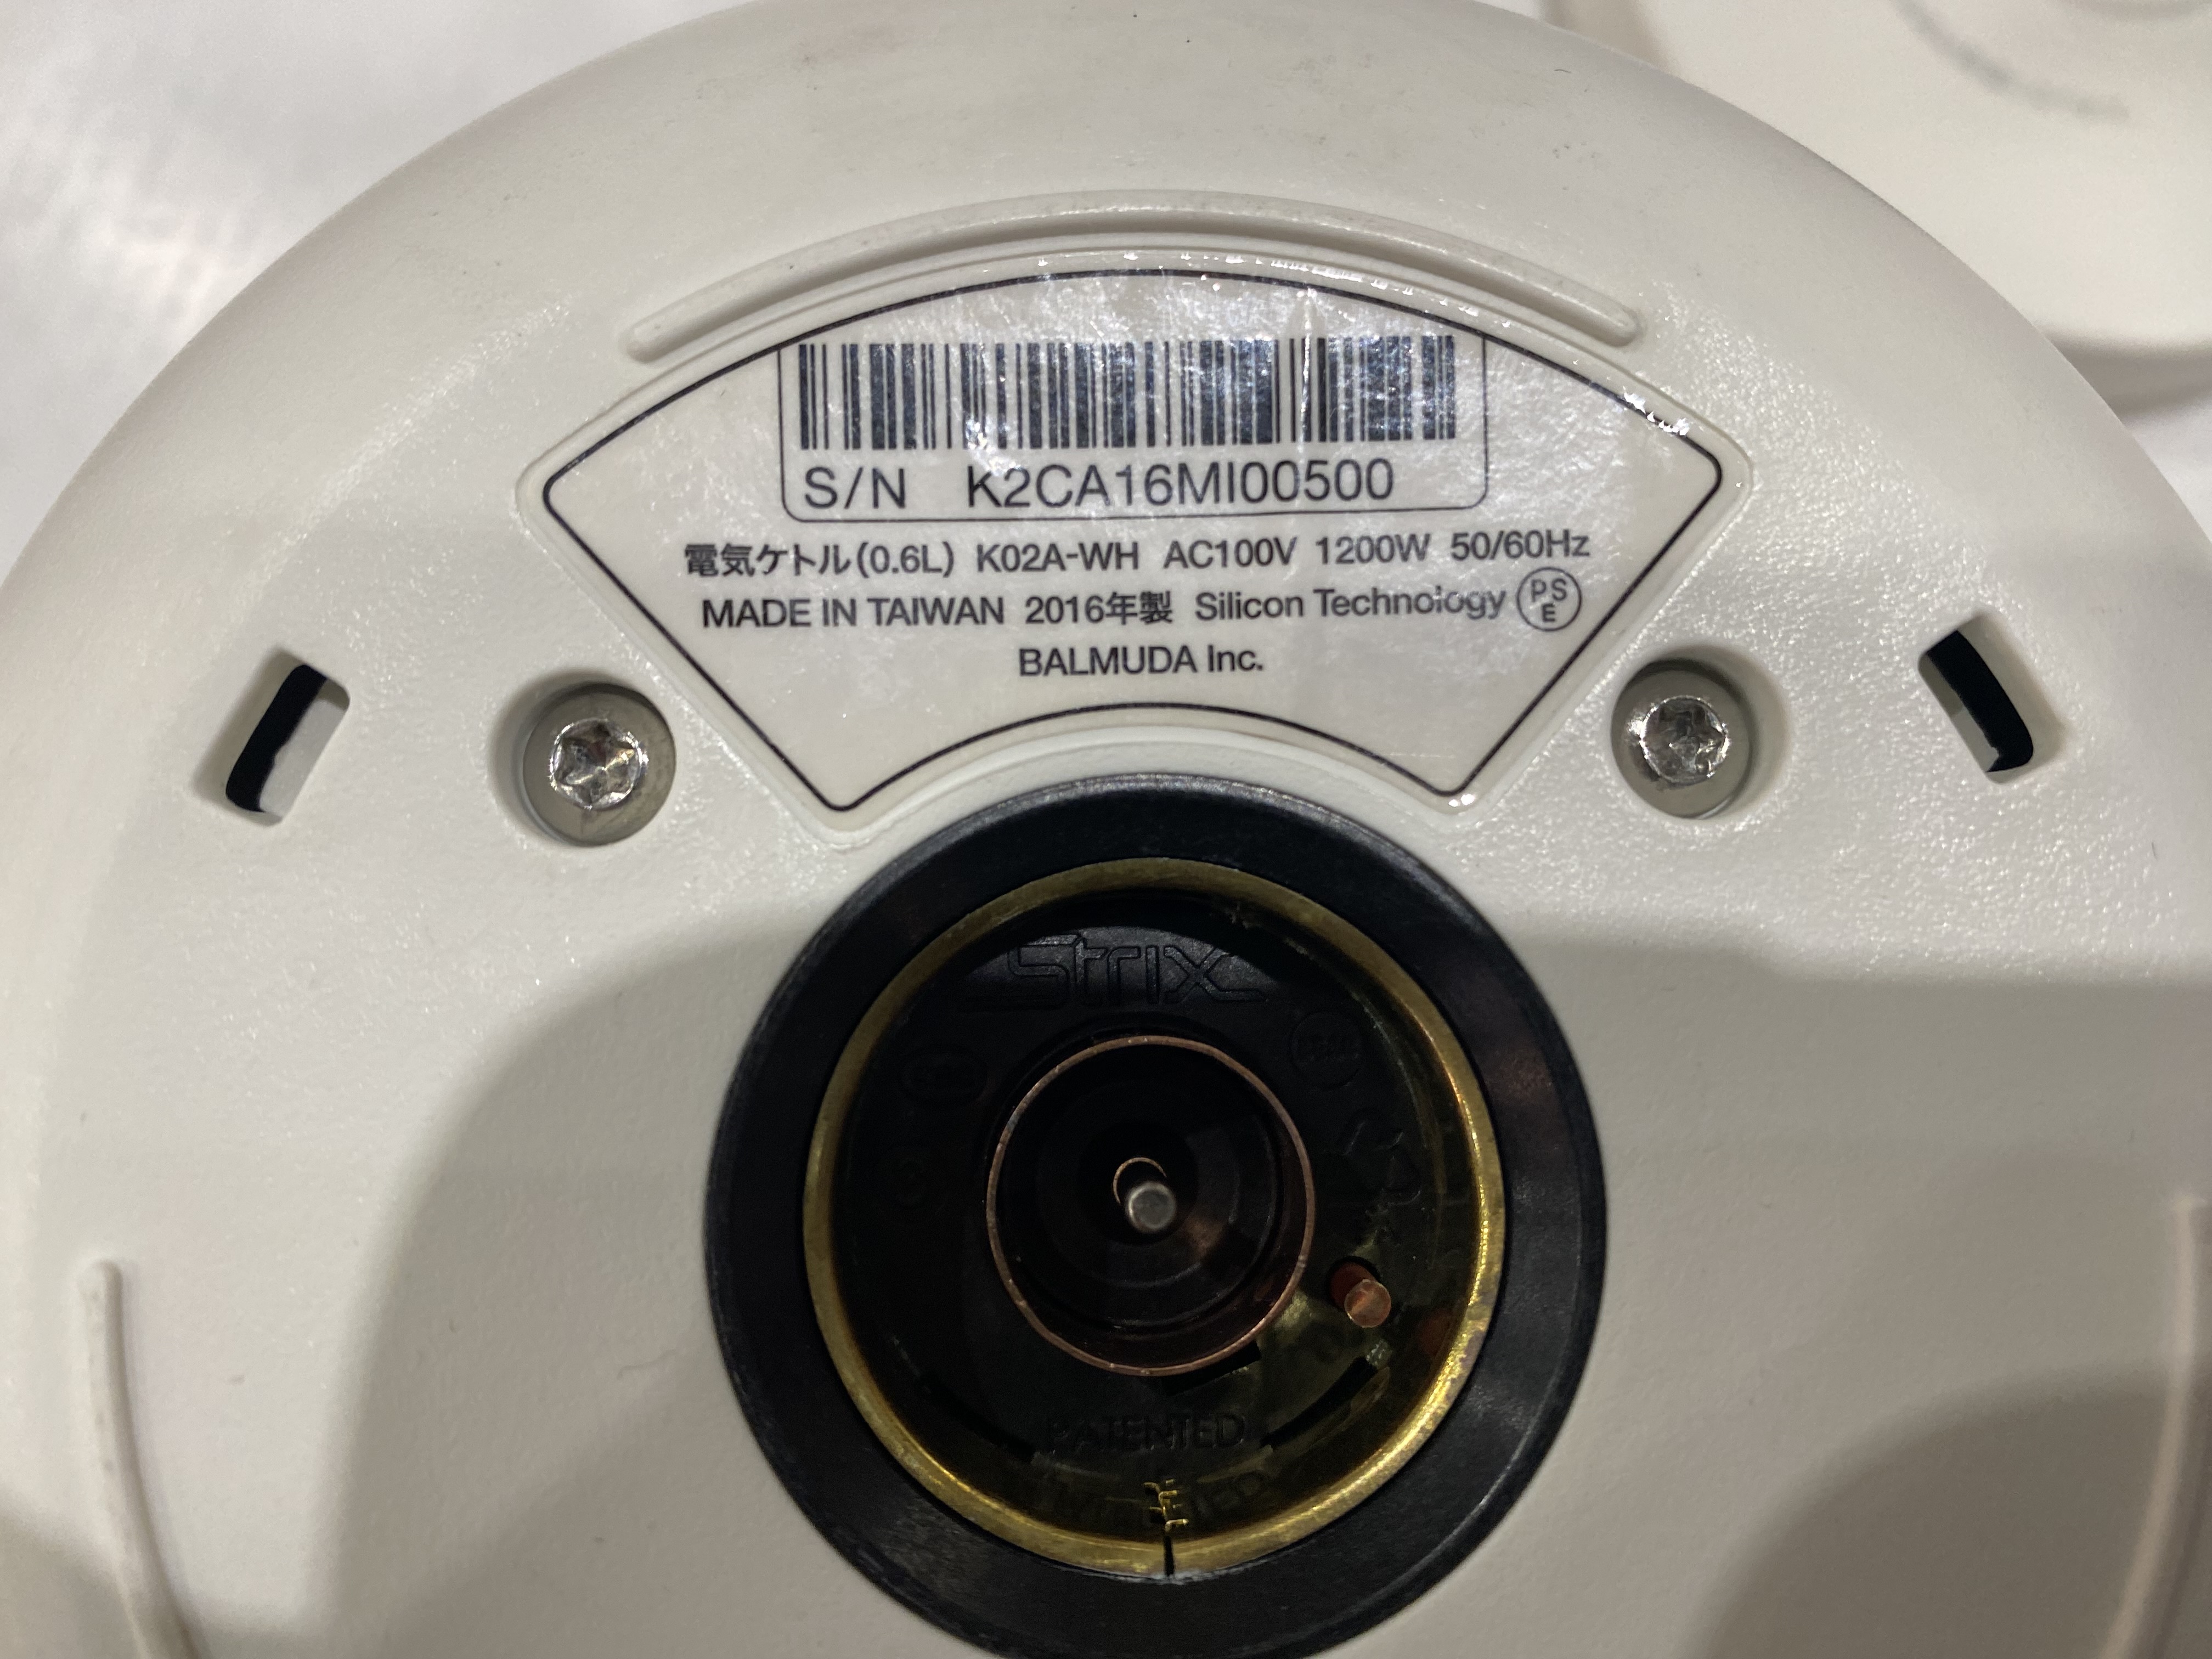 S/N K2CA16MI00500
電気ケトル(0.6L) K02A-WH AC100V 1200W 50/60Hz
MADE IN TAIWAN 2016年製 Silicon Technology PSE
BALMUDA Inc.
Strix
PATENTED